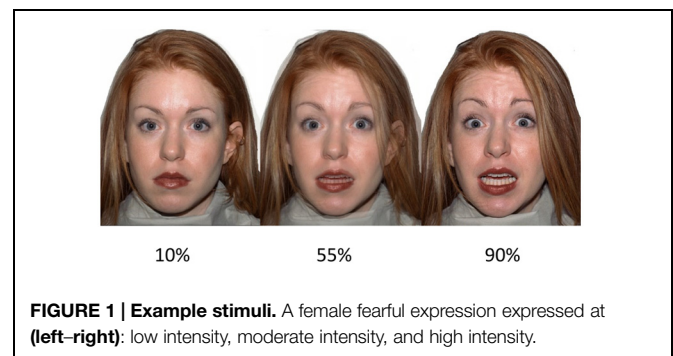 10% 55% 90%
FIGURE 1 | Example stimuli. A female fearful expression expressed at
(left–right): low intensity, moderate intensity, and high intensity.